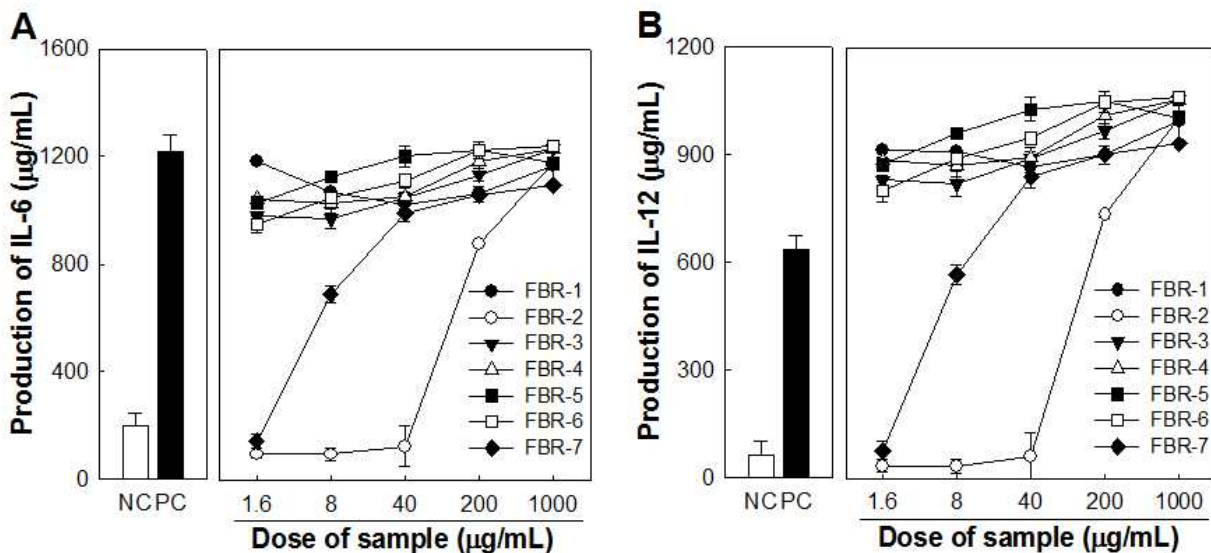 A
Production of IL-6 (μg/mL)
1600
1200
800
400
0
NC PC
FBR-1
FBR-2
FBR-3
FBR-4
FBR-5
FBR-6
FBR-7
1.6 8 40 200 1000
Dose of sample (μg/mL)
B
Production of IL-12 (μg/mL)
1200
900
600
300
0
NC PC
FBR-1
FBR-2
FBR-3
FBR-4
FBR-5
FBR-6
FBR-7
1.6 8 40 200 1000
Dose of sample (μg/mL)